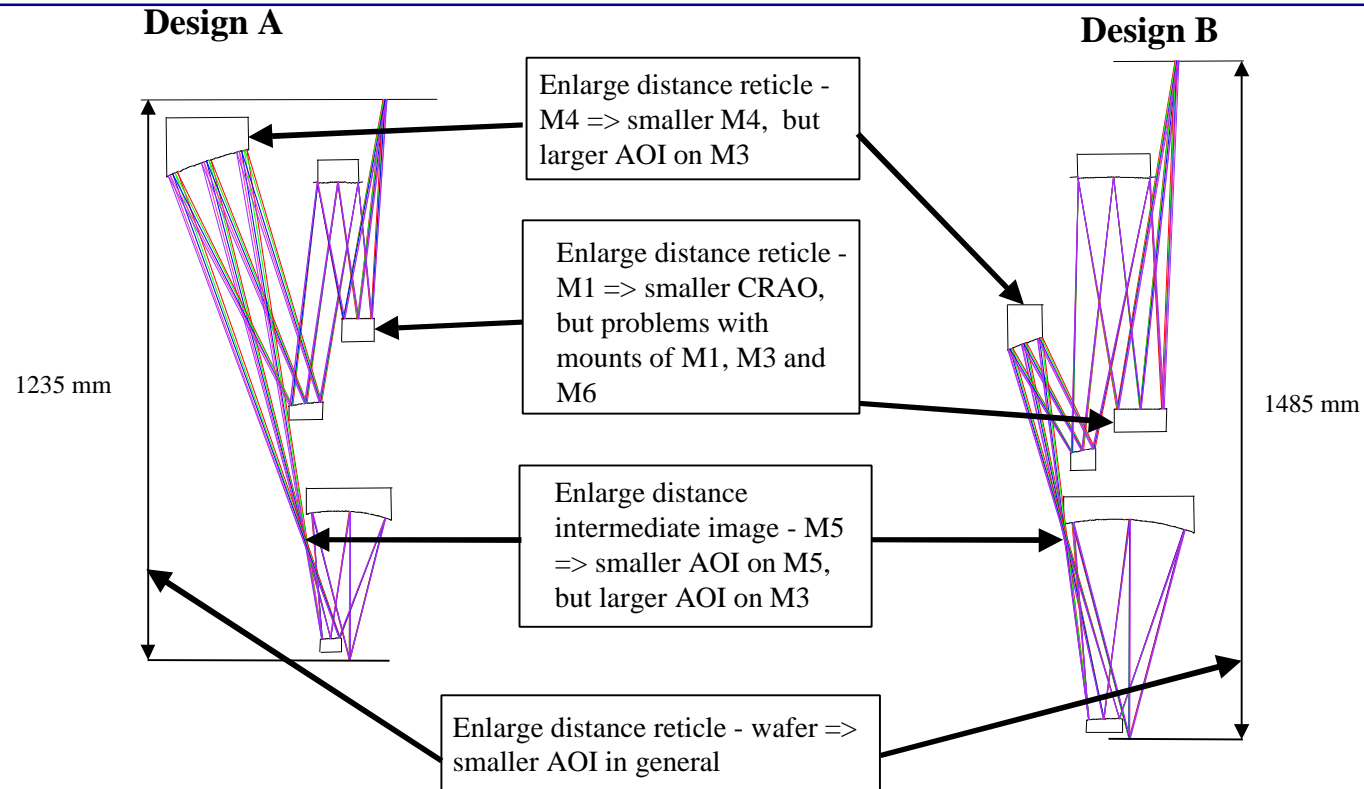 Design A
Design B
Enlarge distance reticle -
M4 => smaller M4, but
larger AOI on M3
Enlarge distance reticle -
M1 => smaller CRAO,
but problems with
mounts of M1, M3 and
M6
1235 mm
1485 mm
Enlarge distance
intermediate image - M5
=> smaller AOI on M5,
but larger AOI on M3
Enlarge distance reticle - wafer =>
smaller AOI in general